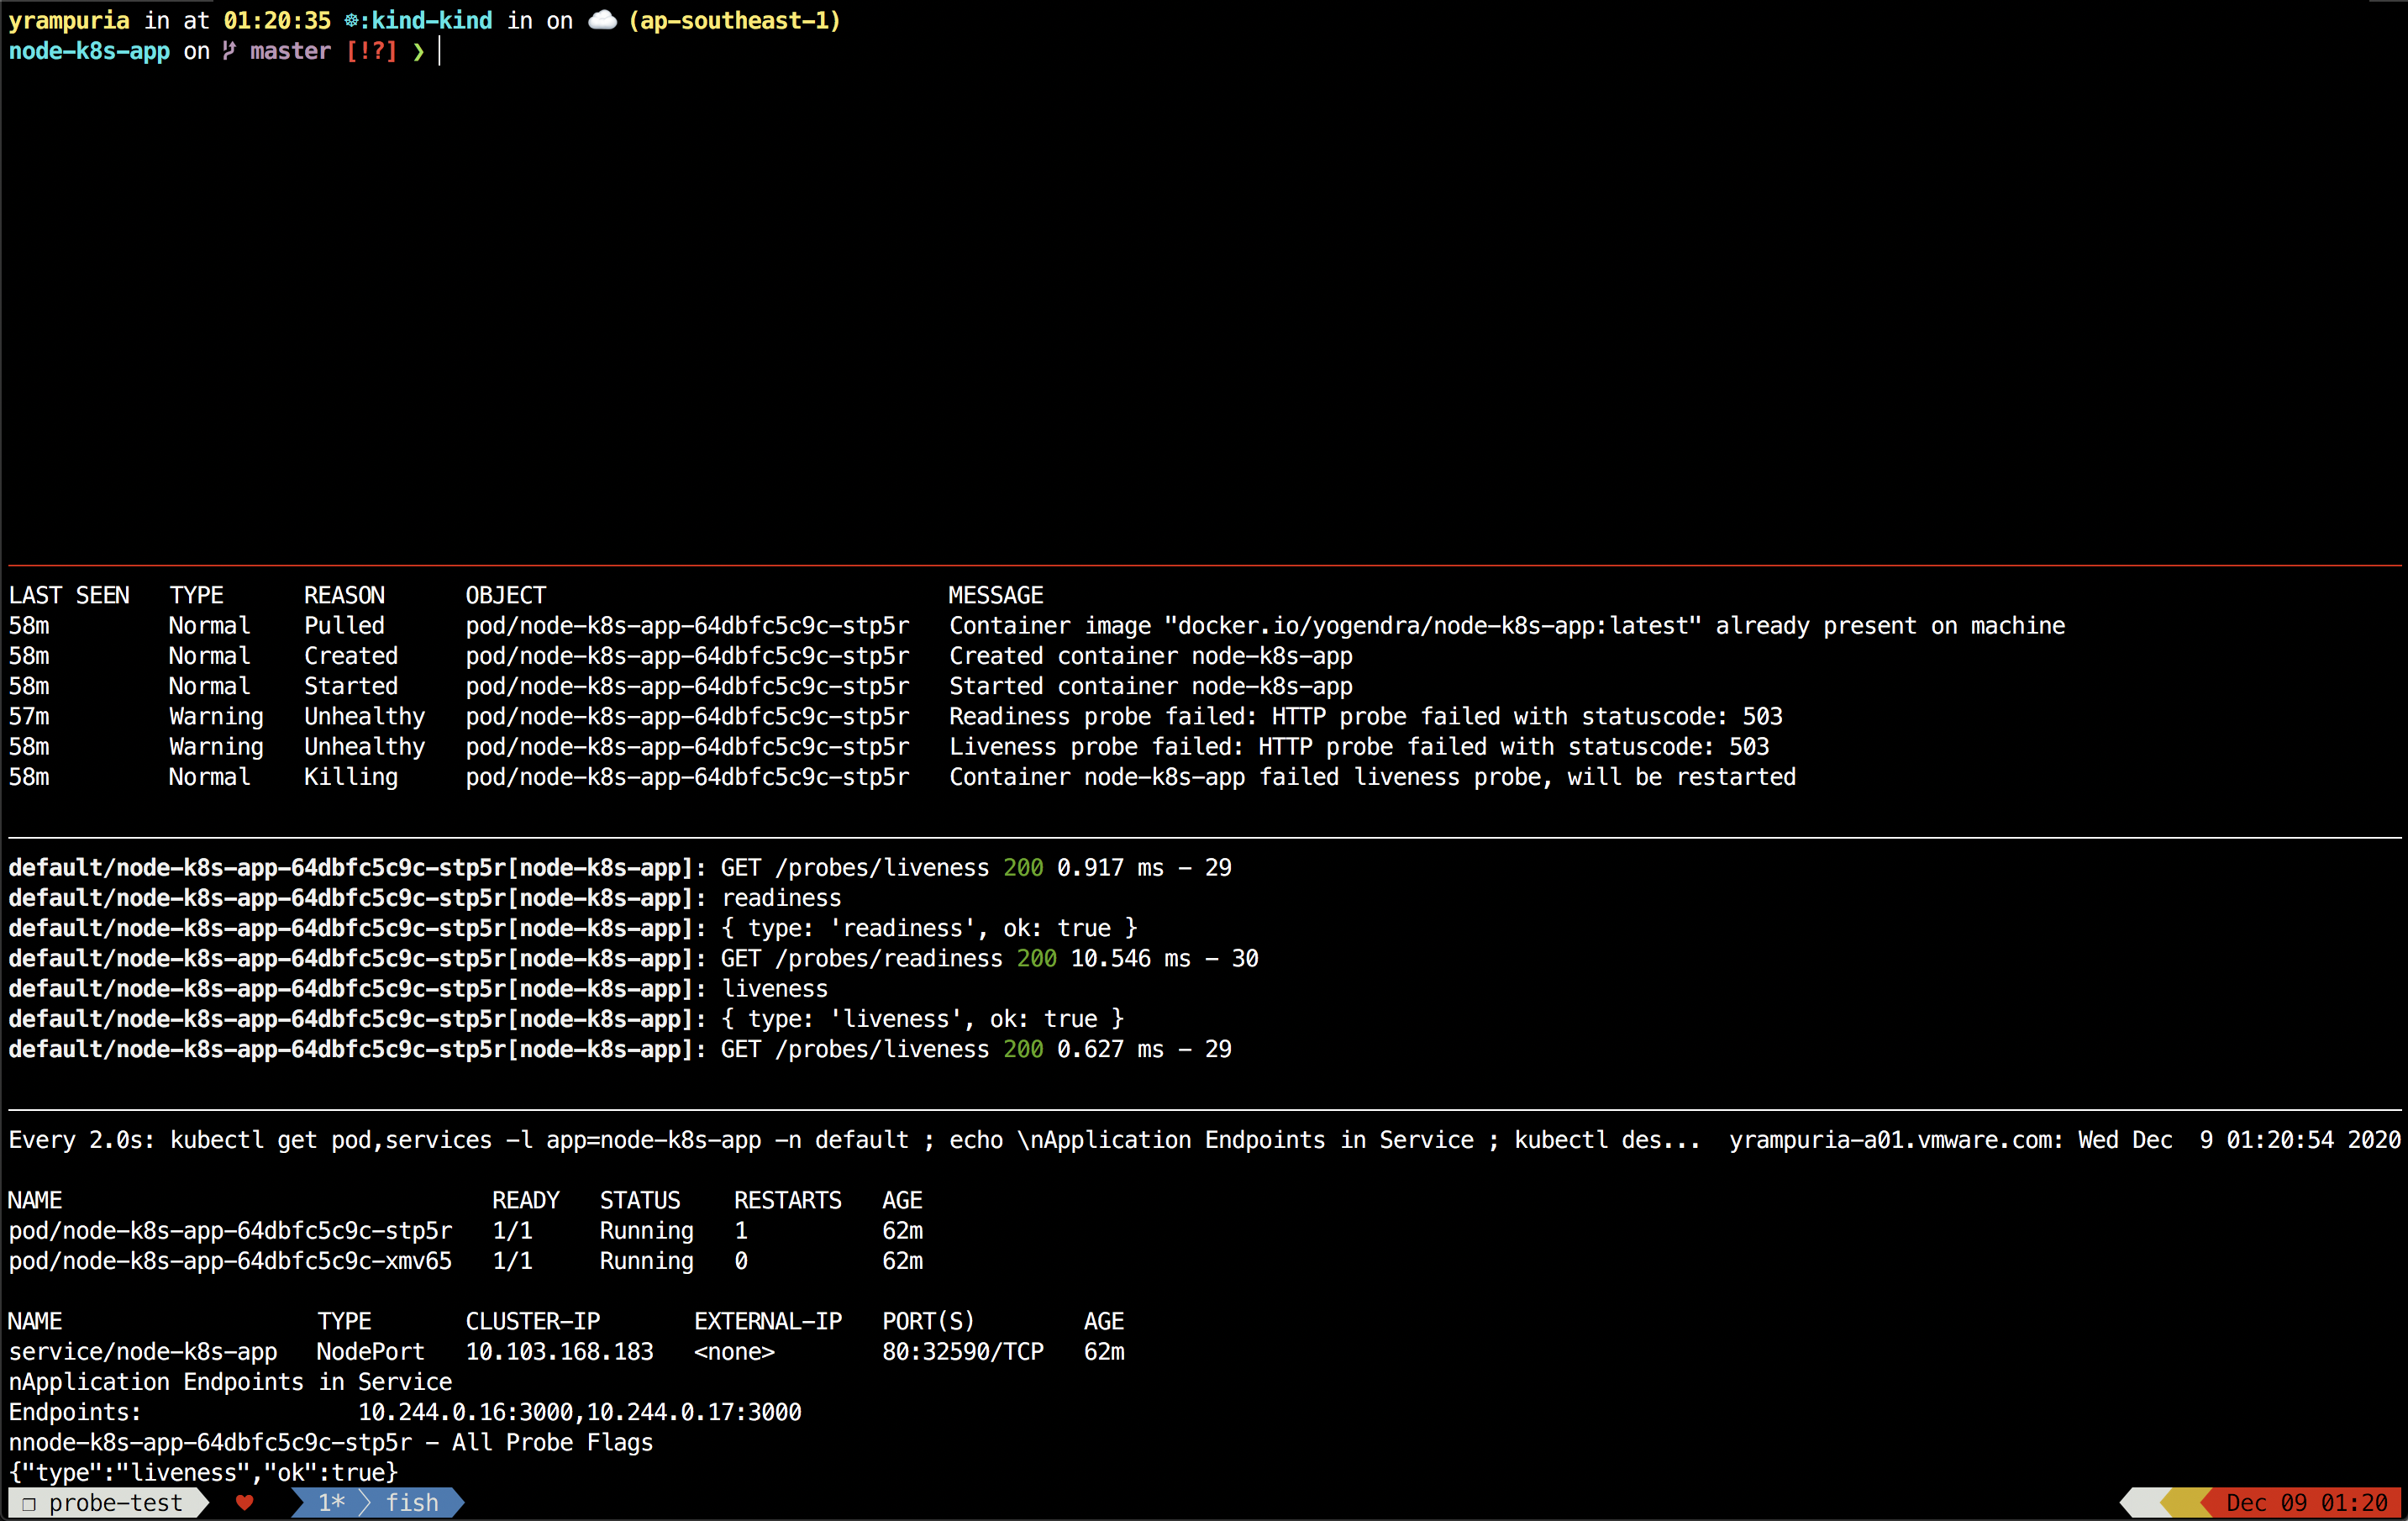 yrampuria in at 01:20:35 ☸:kind-kind in on ☁️ (ap-southeast-1)
node-k8s-app on master [!?] ❯
LAST SEEN   TYPE      REASON      OBJECT                              MESSAGE
58m         Normal    Pulled      pod/node-k8s-app-64dbfc5c9c-stp5r   Container image "docker.io/yogendra/node-k8s-app:latest" already present on machine
58m         Normal    Created     pod/node-k8s-app-64dbfc5c9c-stp5r   Created container node-k8s-app
58m         Normal    Started     pod/node-k8s-app-64dbfc5c9c-stp5r   Started container node-k8s-app
57m         Warning   Unhealthy   pod/node-k8s-app-64dbfc5c9c-stp5r   Readiness probe failed: HTTP probe failed with statuscode: 503
58m         Warning   Unhealthy   pod/node-k8s-app-64dbfc5c9c-stp5r   Liveness probe failed: HTTP probe failed with statuscode: 503
58m         Normal    Killing     pod/node-k8s-app-64dbfc5c9c-stp5r   Container node-k8s-app failed liveness probe, will be restarted
default/node-k8s-app-64dbfc5c9c-stp5r[node-k8s-app]: GET /probes/liveness 200 0.917 ms - 29
default/node-k8s-app-64dbfc5c9c-stp5r[node-k8s-app]: readiness
default/node-k8s-app-64dbfc5c9c-stp5r[node-k8s-app]: { type: 'readiness', ok: true }
default/node-k8s-app-64dbfc5c9c-stp5r[node-k8s-app]: GET /probes/readiness 200 10.546 ms - 30
default/node-k8s-app-64dbfc5c9c-stp5r[node-k8s-app]: liveness
default/node-k8s-app-64dbfc5c9c-stp5r[node-k8s-app]: { type: 'liveness', ok: true }
default/node-k8s-app-64dbfc5c9c-stp5r[node-k8s-app]: GET /probes/liveness 200 0.627 ms - 29
Every 2.0s: kubectl get pod,services -l app=node-k8s-app -n default ; echo \nApplication Endpoints in Service ; kubectl des...  yrampuria-a01.vmware.com: Wed Dec  9 01:20:54 2020
NAME                                READY   STATUS    RESTARTS   AGE
pod/node-k8s-app-64dbfc5c9c-stp5r   1/1     Running   1          62m
pod/node-k8s-app-64dbfc5c9c-xmv65   1/1     Running   0          62m
NAME                   TYPE       CLUSTER-IP       EXTERNAL-IP   PORT(S)        AGE
service/node-k8s-app   NodePort   10.103.168.183   <none>        80:32590/TCP   62m
nApplication Endpoints in Service
Endpoints:                10.244.0.16:3000,10.244.0.17:3000
nnode-k8s-app-64dbfc5c9c-stp5r - All Probe Flags
{"type":"liveness","ok":true}
❐ probe-test ♥ 1* fish Dec 09 01:20